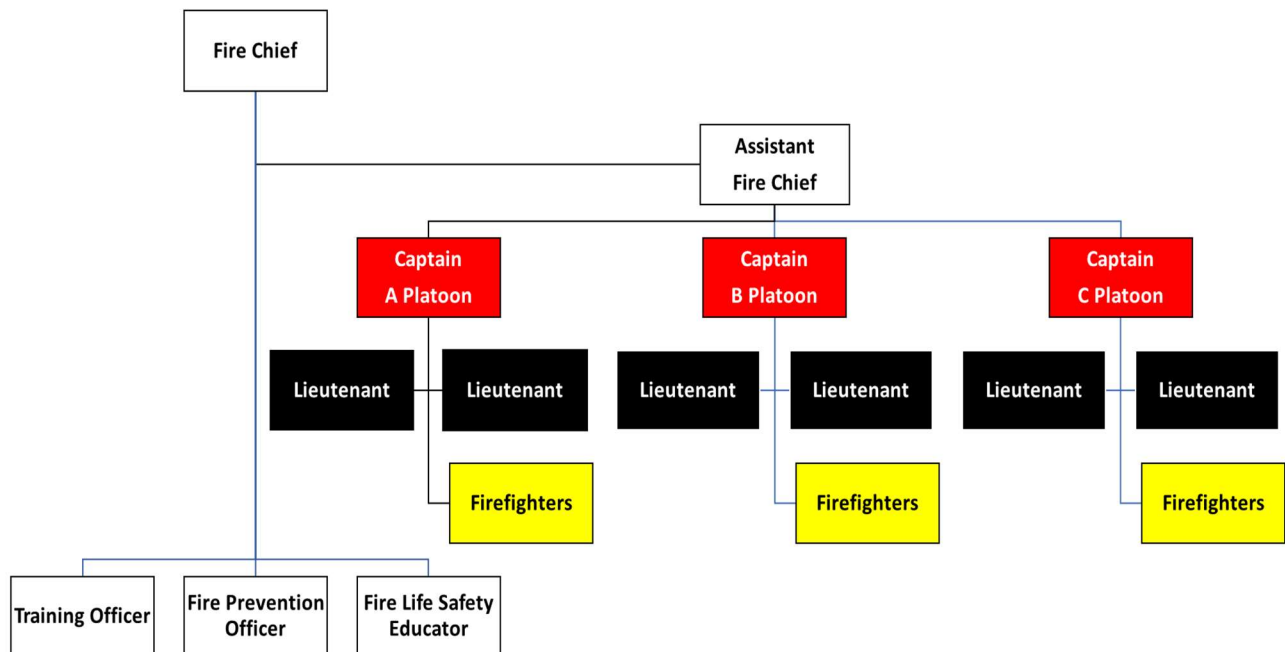 Fire Chief
Assistant
Fire Chief
Captain
A Platoon
Captain
B Platoon
Captain
C Platoon
Lieutenant
Lieutenant
Lieutenant
Lieutenant
Lieutenant
Lieutenant
Firefighters
Firefighters
Firefighters
Training Officer
Fire Prevention
Officer
Fire Life Safety
Educator